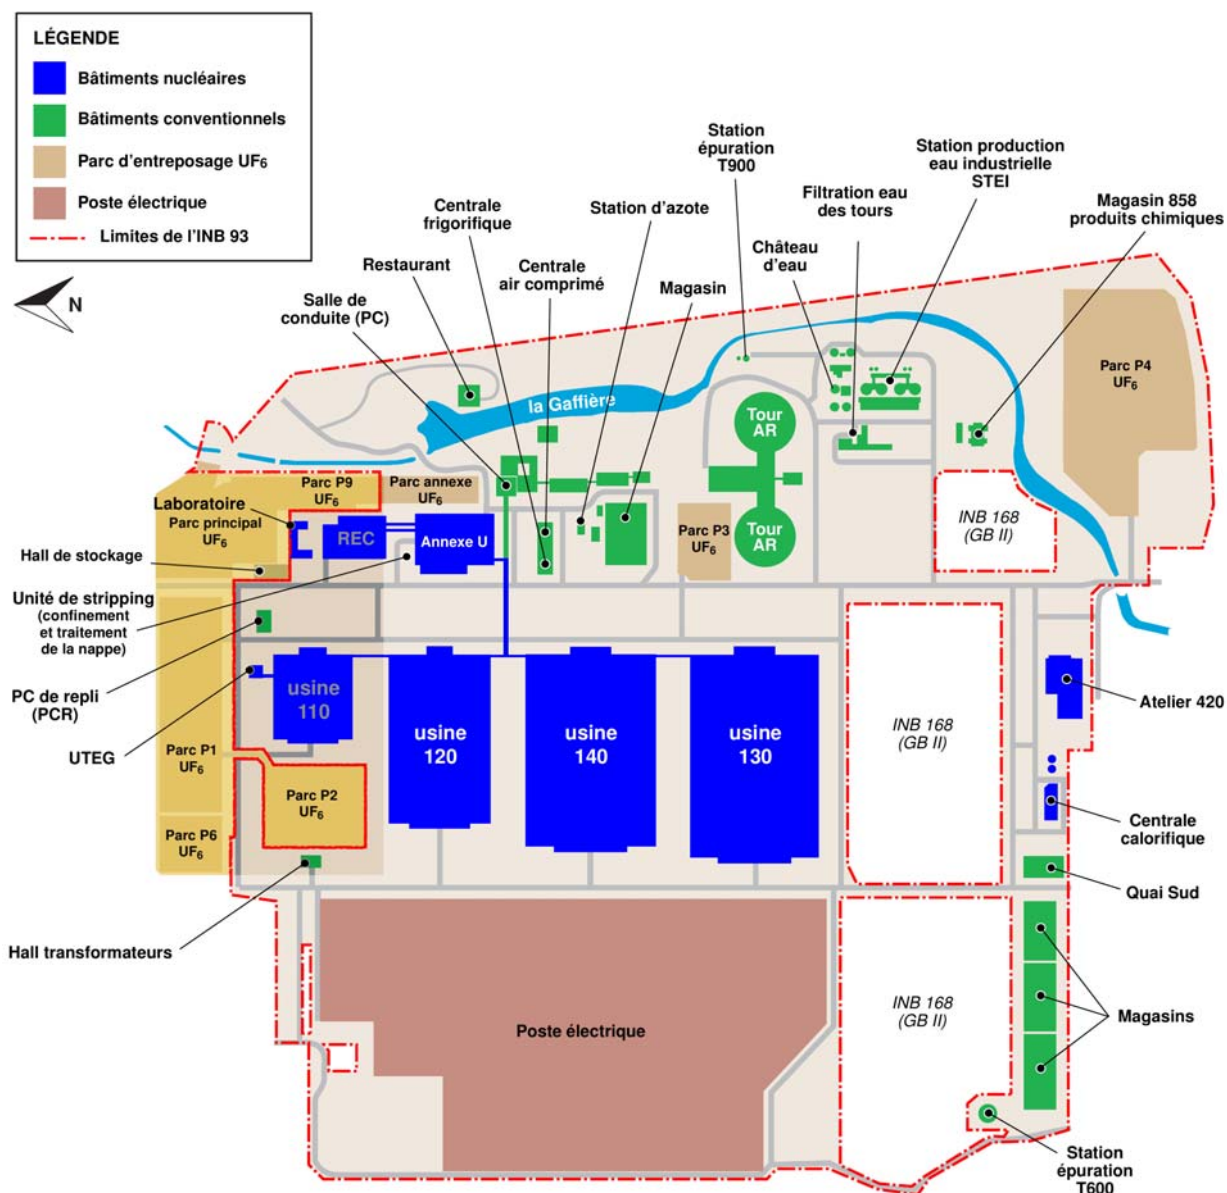 LÉGENDE
Bâtiments nucléaires
Bâtiments conventionnels
Parc d'entreposage UF6
Poste électrique
Limites de l'INB 93
N
Station
épuration
T900
Station production
eau industrielle
STEI
Filtration eau
des tours
Magasin 858
produits chimiques
Centrale
frigorifique
Station d'azote
Château
d'eau
Restaurant
Centrale
air comprimé
Magasin
Salle de
conduite (PC)
la Gaffière
Parc P4
UF6
Tour
AR
Tour
AR
Parc P9
UF6
Parc annexe
UF6
Laboratoire
Parc principal
UF6
REC
Annexe U
Parc P3
UF6
INB 168
(GB II)
Hall de stockage
Unité de stripping
(confinement
et traitement
de la nappe)
PC de repli
(PCR)
UTEG
usine
110
usine
120
usine
140
usine
130
INB 168
(GB II)
Atelier 420
Parc P1
UF6
Parc P2
UF6
Parc P6
UF6
Centrale
calorifique
Quai Sud
Hall transformateurs
Poste électrique
INB 168
(GB II)
Magasins
Station
épuration
T600